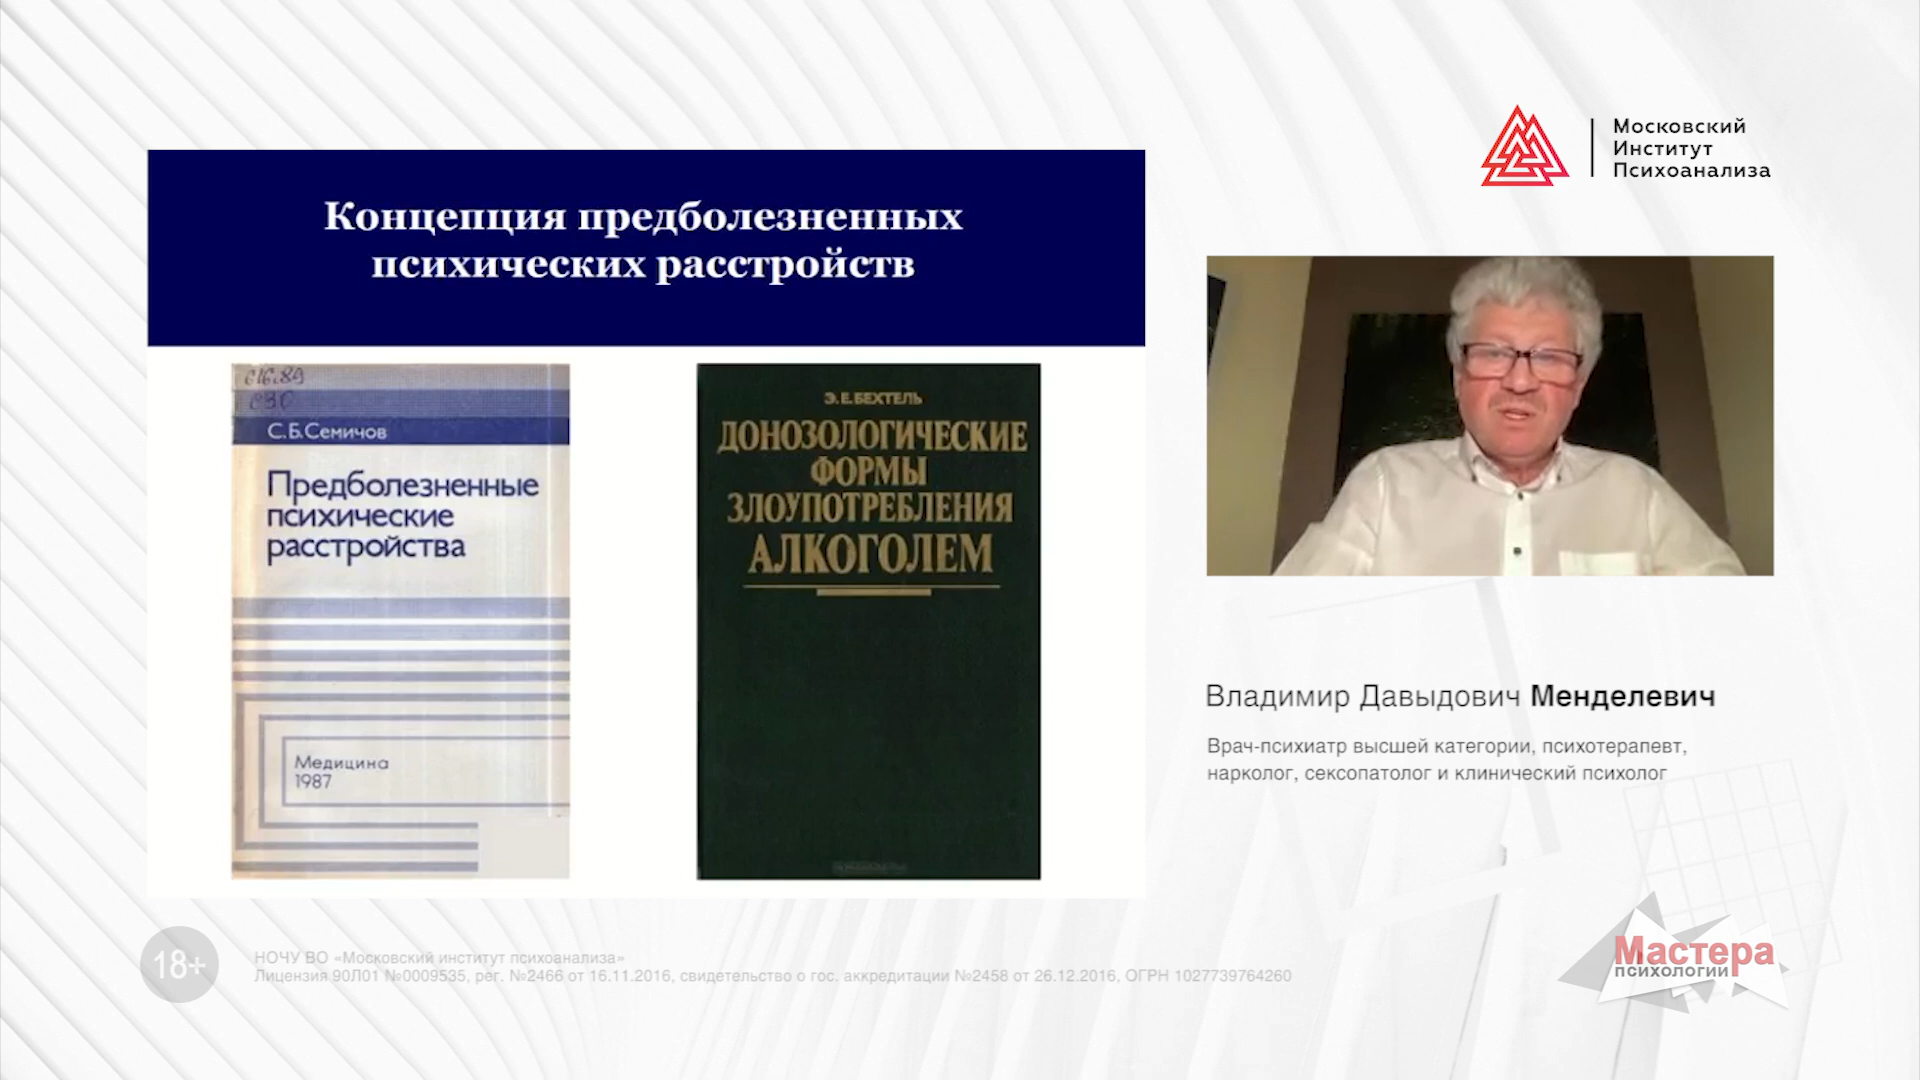 Московский
Институт
Психоанализа
Концепция предболезненных
психических расстройств
616.89
С30
С.Б.Семичов
Предболезненные
психические
расстройства
Медицина
1987
Э.Е.БЕХТЕЛЬ
ДОНОЗОЛОГИЧЕСКИЕ
ФОРМЫ
ЗЛОУПОТРЕБЛЕНИЯ
АЛКОГОЛЕМ
Владимир Давыдович Менделевич
Врач-психиатр высшей категории, психотерапевт,
нарколог, сексопатолог и клинический психолог
18+
НОЧУ ВО «Московский институт психоанализа»
Лицензия 90Л01 №0009535, рег. №2466 от 16.11.2016, свидетельство о гос. аккредитации №2458 от 26.12.2016, ОГРН 1027739764260
Мастера
психологии